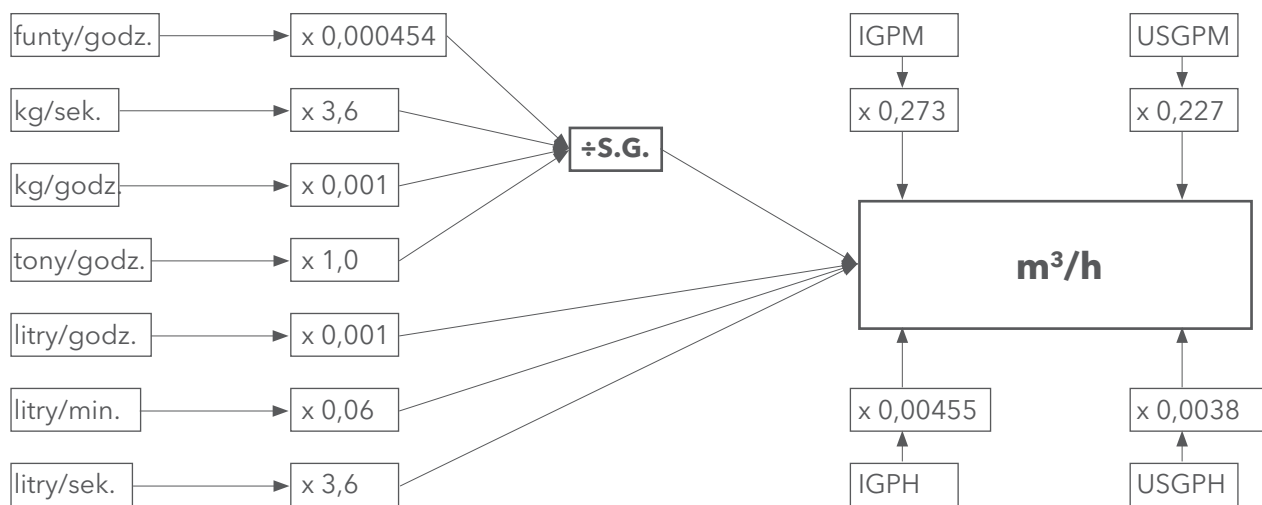 funty/godz.
x 0,000454
IGPM
USGPM
kg/sek.
x 3,6
x 0,273
x 0,227
÷S.G.
kg/godz.
x 0,001
tony/godz.
x 1,0
m³/h
litry/godz.
x 0,001
litry/min.
x 0,06
x 0,00455
x 0,0038
litry/sek.
x 3,6
IGPH
USGPH